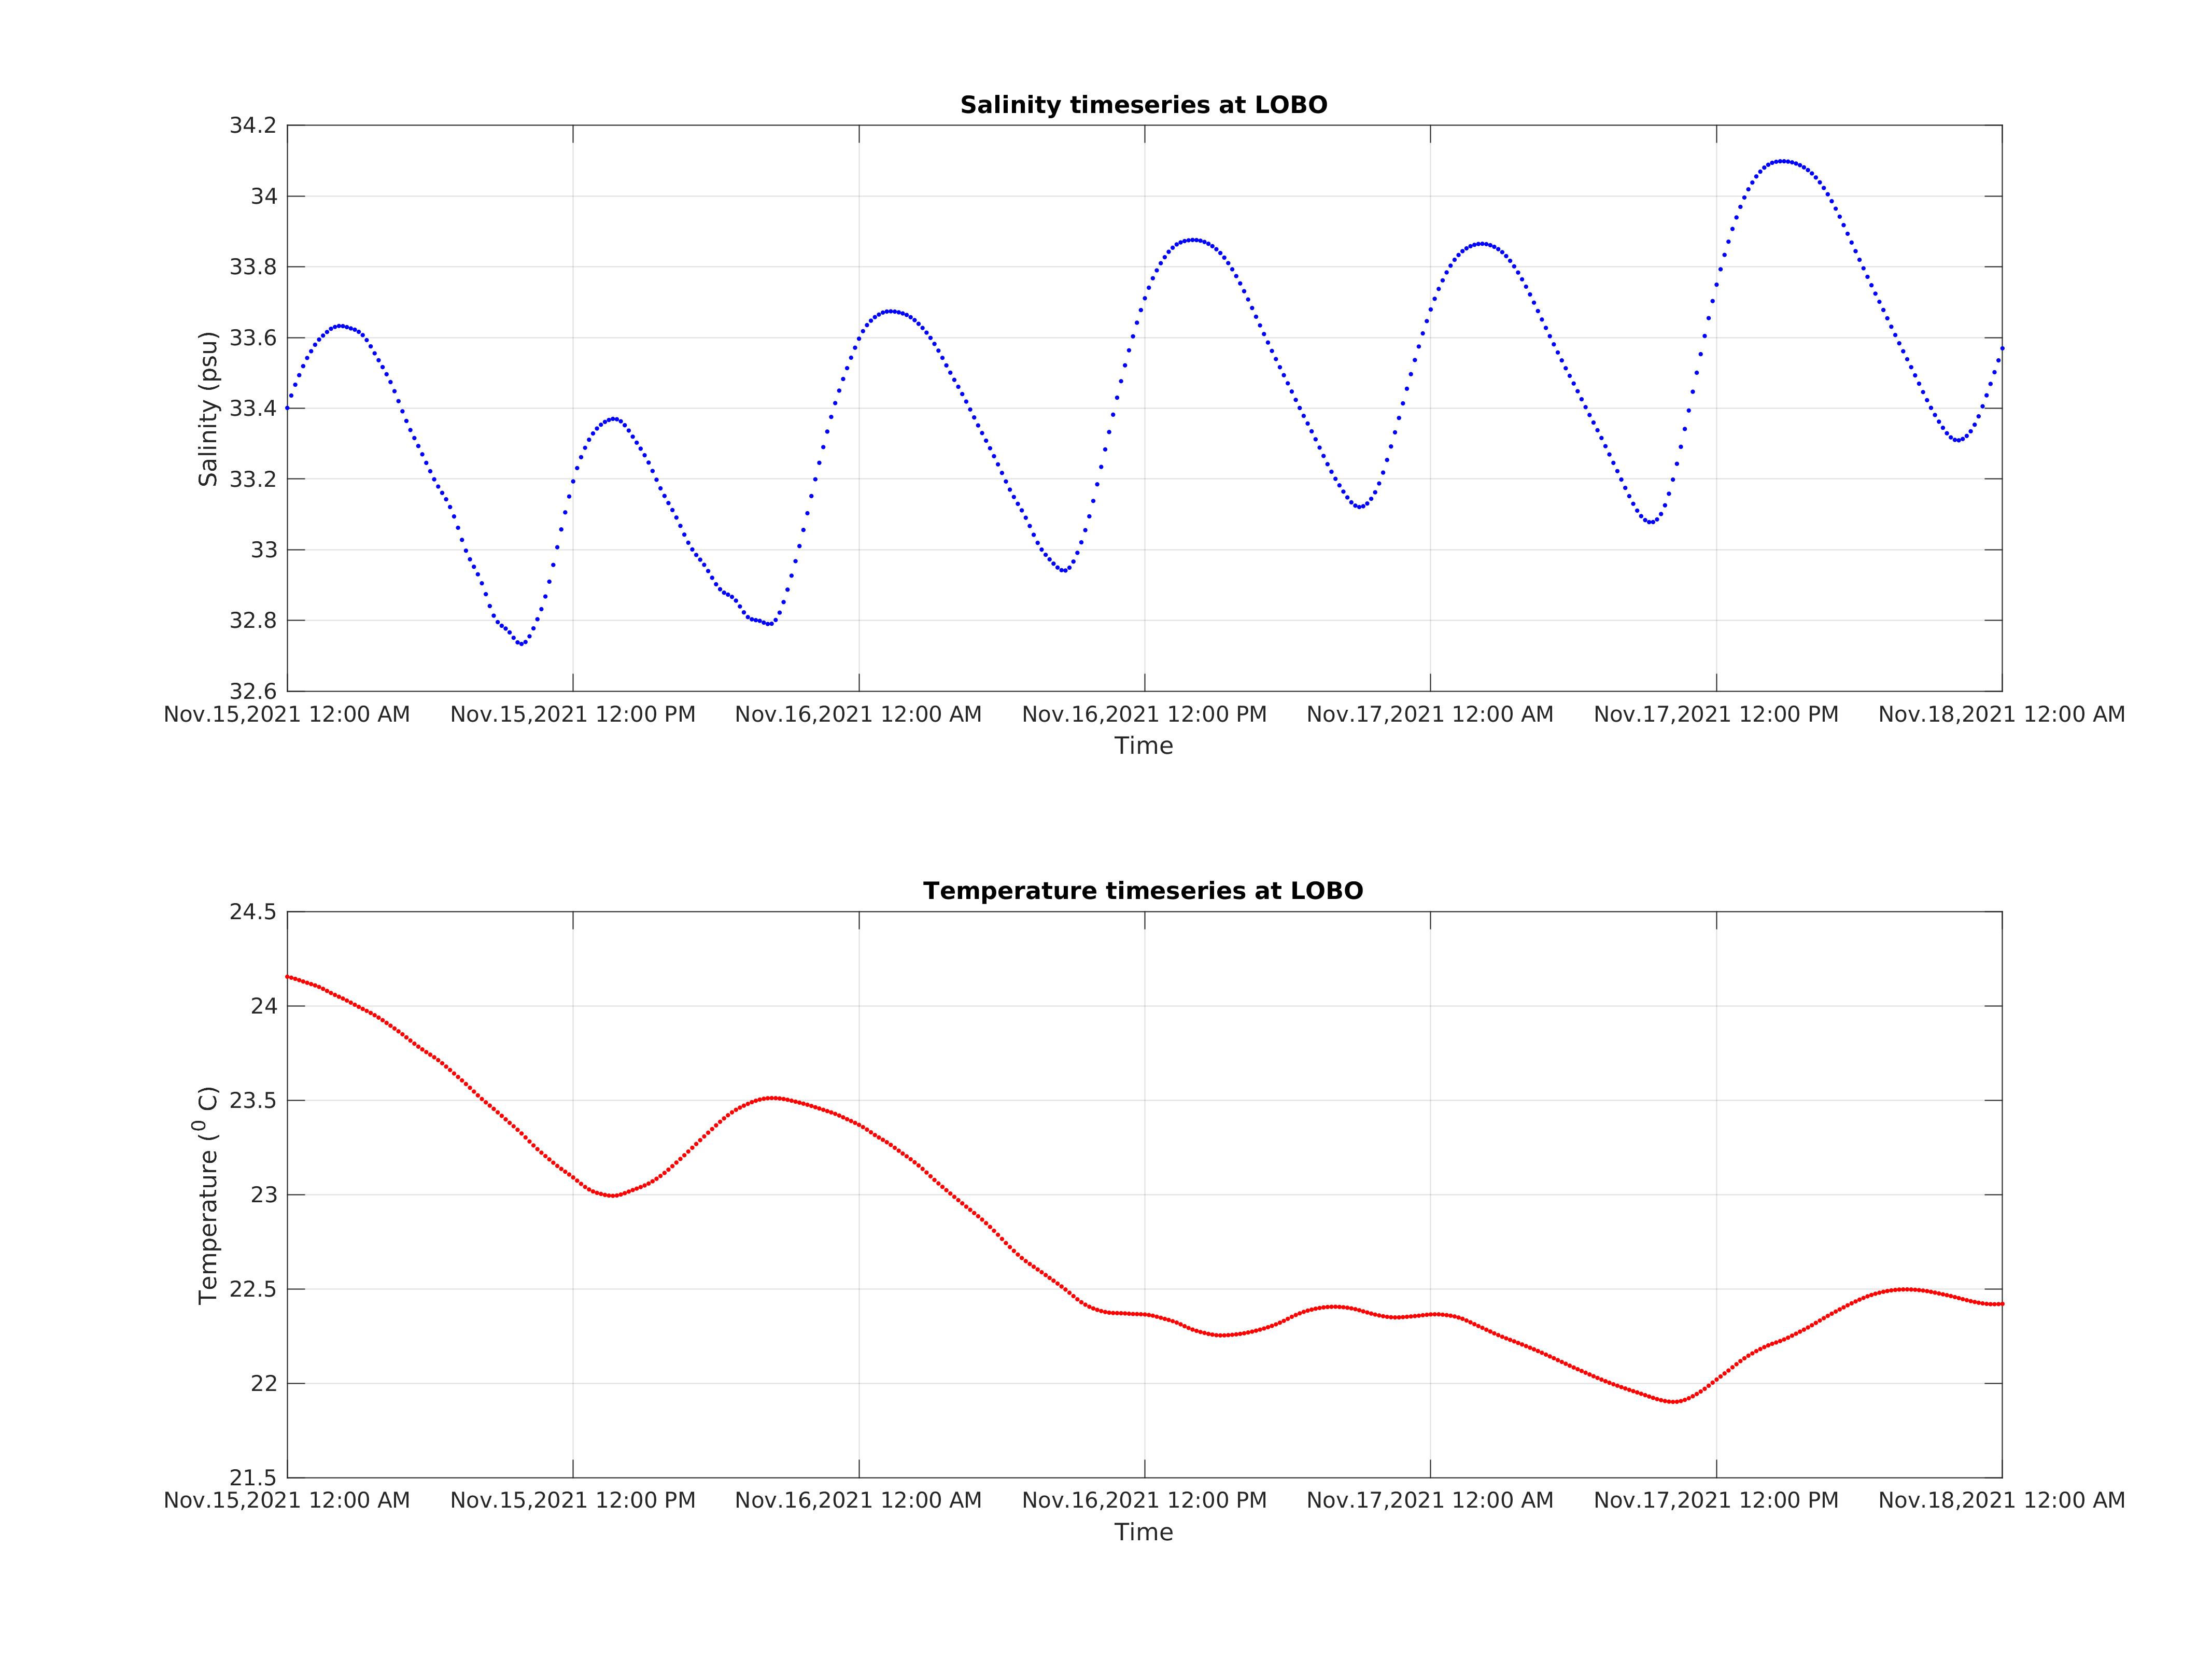 Salinity timeseries at LOBO
34.2
34
33.8
33.6
33.4
33.2
33
32.8
32.6
Salinity (psu)
Nov.15,2021 12:00 AM Nov.15,2021 12:00 PM Nov.16,2021 12:00 AM Nov.16,2021 12:00 PM Nov.17,2021 12:00 AM Nov.17,2021 12:00 PM Nov.18,2021 12:00 AM
Time
Temperature timeseries at LOBO
24.5
24
23.5
23
22.5
22
21.5
Temperature (⁰ C)
Nov.15,2021 12:00 AM Nov.15,2021 12:00 PM Nov.16,2021 12:00 AM Nov.16,2021 12:00 PM Nov.17,2021 12:00 AM Nov.17,2021 12:00 PM Nov.18,2021 12:00 AM
Time